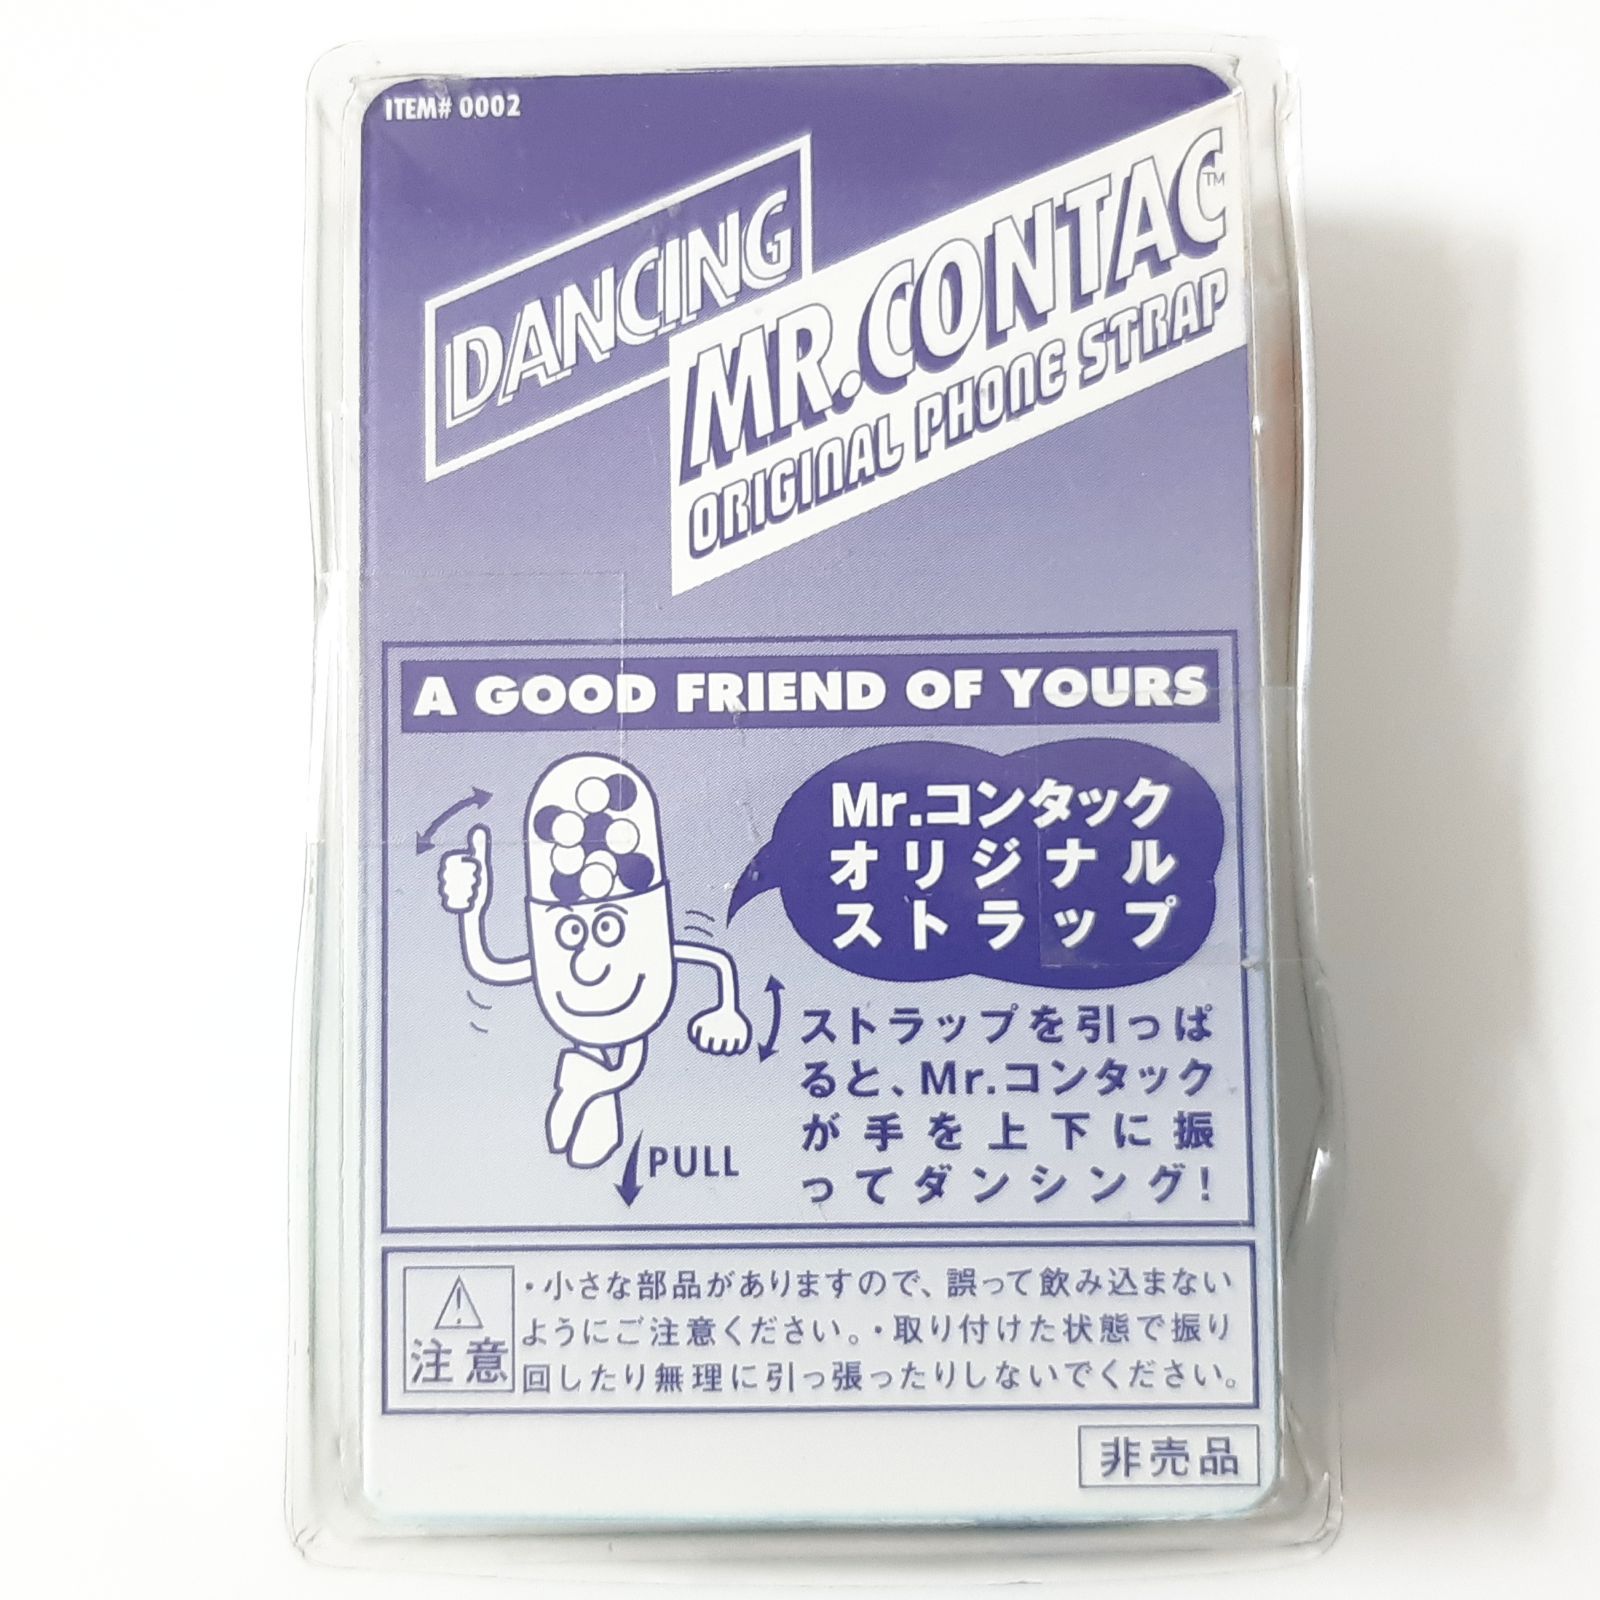 ITEM# 0002
DANCING
MR.CONTAC™
ORIGINAL PHONE STRAP
A GOOD FRIEND OF YOURS
Mr.コンタック
オリジナル
ストラップ
ストラップを引っぱ
ると、Mr.コンタック
が手を上下に振
ってダンシング!
PULL
注意
・小さな部品がありますので、誤って飲み込まない
ようにご注意ください。・取り付けた状態で振り
回したり無理に引っ張ったりしないでください。
非売品